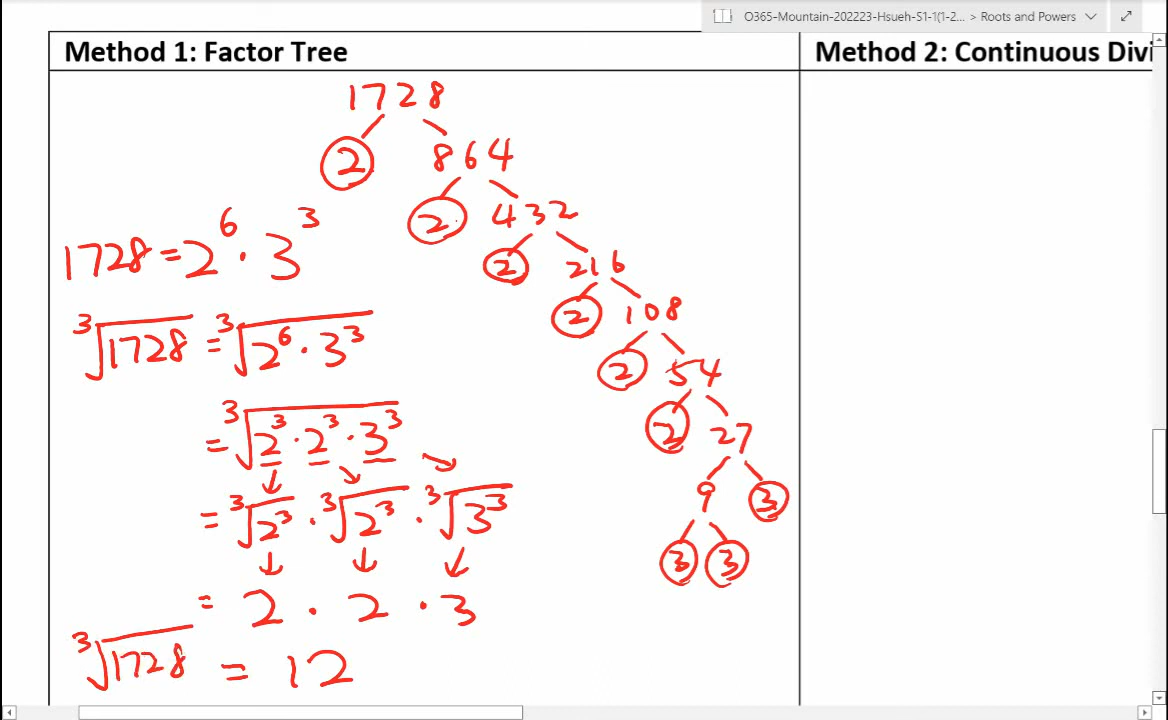 O365-Mountain-202223-Hsueh-S1-1(1-2... > Roots and Powers
Method 1: Factor Tree
Method 2: Continuous Divi
1728
2 864
2 432
2 216
2 108
2 54
2 27
9 3
3 3
1728 = 2⁶ · 3³
∛1728 = ∛(2⁶ · 3³)
= ∛(2³ · 2³ · 3³)
= ∛2³ · ∛2³ · ∛3³
= 2 · 2 · 3
∛1728 = 12